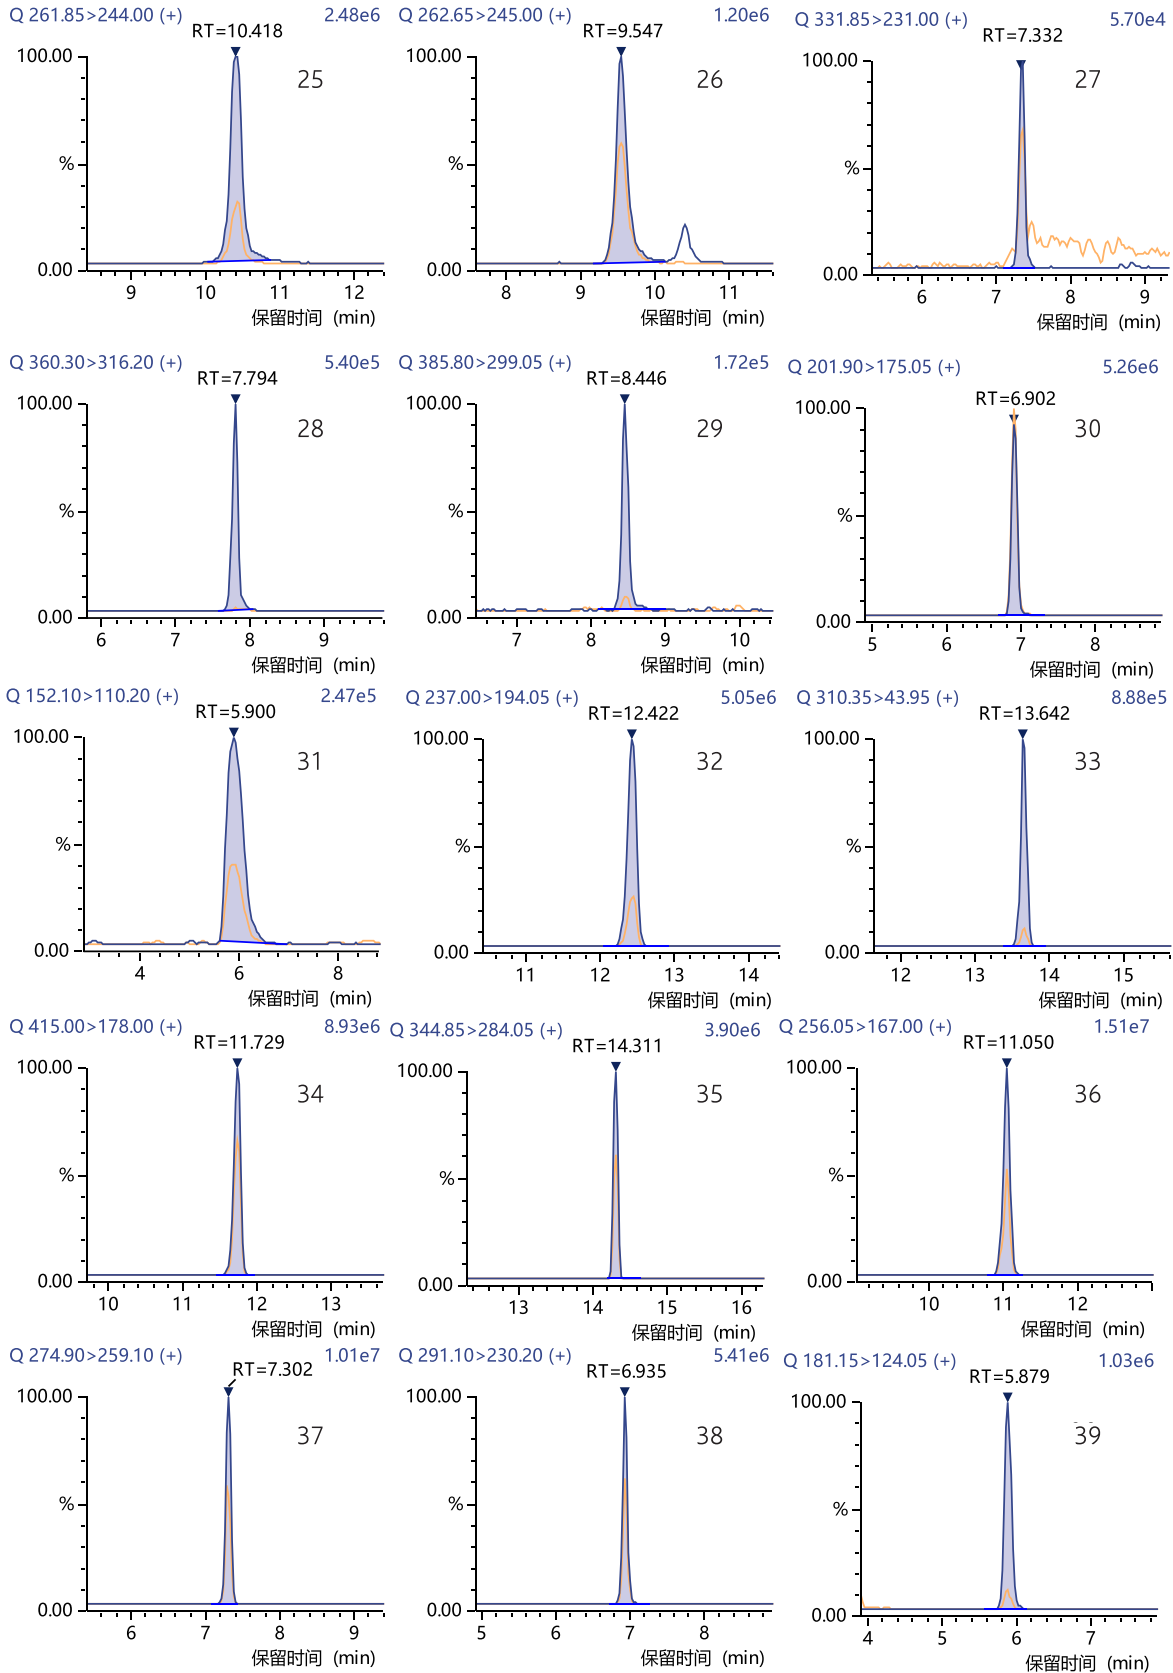 Q 261.85>244.00 (+) 2.48e6
RT=10.418
25
100.00
%
0.00
9 10 11 12
保留时间 (min)
Q 262.65>245.00 (+) 1.20e6
RT=9.547
26
100.00
%
0.00
8 9 10 11
保留时间 (min)
Q 331.85>231.00 (+) 5.70e4
RT=7.332
27
100.00
%
0.00
6 7 8 9
保留时间 (min)
Q 360.30>316.20 (+) 5.40e5
RT=7.794
28
100.00
%
0.00
6 7 8 9
保留时间 (min)
Q 385.80>299.05 (+) 1.72e5
RT=8.446
29
100.00
%
0.00
7 8 9 10
保留时间 (min)
Q 201.90>175.05 (+) 5.26e6
RT=6.902
30
100.00
%
0.00
5 6 7 8
保留时间 (min)
Q 152.10>110.20 (+) 2.47e5
RT=5.900
31
100.00
%
0.00
4 6 8
保留时间 (min)
Q 237.00>194.05 (+) 5.05e6
RT=12.422
32
100.00
%
0.00
11 12 13 14
保留时间 (min)
Q 310.35>43.95 (+) 8.88e5
RT=13.642
33
100.00
%
0.00
12 13 14 15
保留时间 (min)
Q 415.00>178.00 (+) 8.93e6
RT=11.729
34
100.00
%
0.00
10 11 12 13
保留时间 (min)
Q 344.85>284.05 (+) 3.90e6
RT=14.311
35
100.00
%
0.00
13 14 15 16
保留时间 (min)
Q 256.05>167.00 (+) 1.51e7
RT=11.050
36
100.00
%
0.00
10 11 12
保留时间 (min)
Q 274.90>259.10 (+) 1.01e7
RT=7.302
37
100.00
%
0.00
6 7 8 9
保留时间 (min)
Q 291.10>230.20 (+) 5.41e6
RT=6.935
38
100.00
%
0.00
5 6 7 8
保留时间 (min)
Q 181.15>124.05 (+) 1.03e6
RT=5.879
39
100.00
%
0.00
4 5 6 7
保留时间 (min)